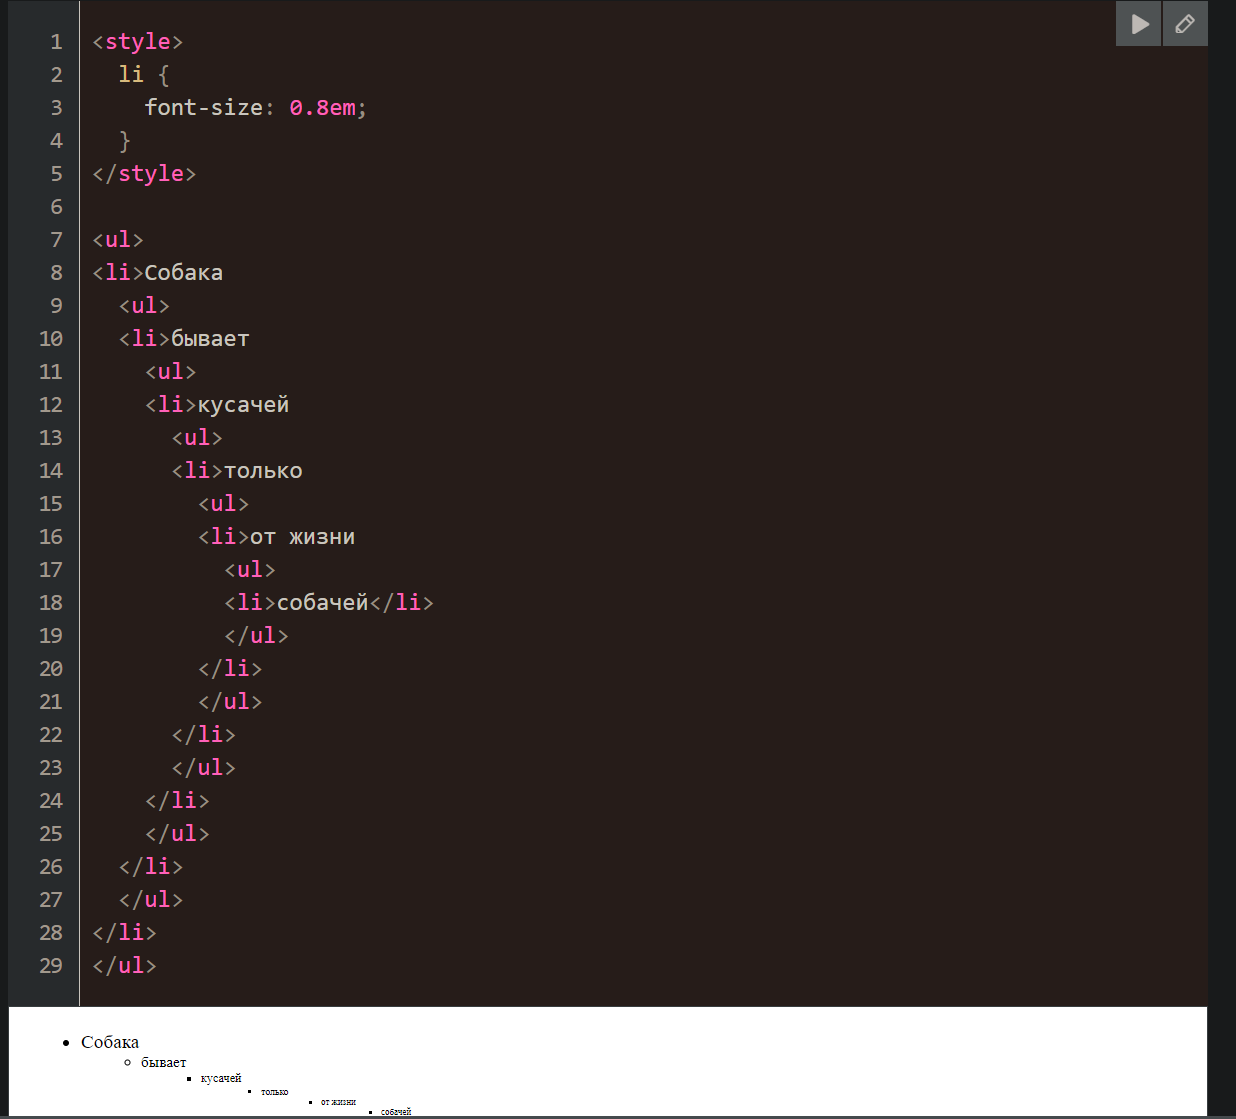 1 <style>
2   li {
3     font-size: 0.8em;
4   }
5 </style>
6
7 <ul>
8 <li>Собака
9   <ul>
10   <li>бывает
11     <ul>
12     <li>кусачей
13       <ul>
14       <li>только
15         <ul>
16         <li>от жизни
17           <ul>
18           <li>собачей</li>
19           </ul>
20         </li>
21         </ul>
22       </li>
23       </ul>
24     </li>
25     </ul>
26   </li>
27   </ul>
28 </li>
29 </ul>
Собака
бывает
кусачей
только
от жизни
собачей